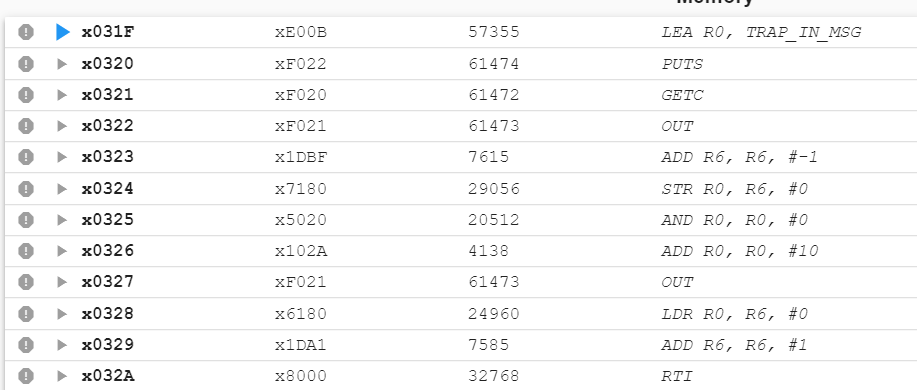 Memory
x031F xE00B 57355 LEA R0, TRAP_IN_MSG
x0320 xF022 61474 PUTS
x0321 xF020 61472 GETC
x0322 xF021 61473 OUT
x0323 x1DBF 7615 ADD R6, R6, #-1
x0324 x7180 29056 STR R0, R6, #0
x0325 x5020 20512 AND R0, R0, #0
x0326 x102A 4138 ADD R0, R0, #10
x0327 xF021 61473 OUT
x0328 x6180 24960 LDR R0, R6, #0
x0329 x1DA1 7585 ADD R6, R6, #1
x032A x8000 32768 RTI